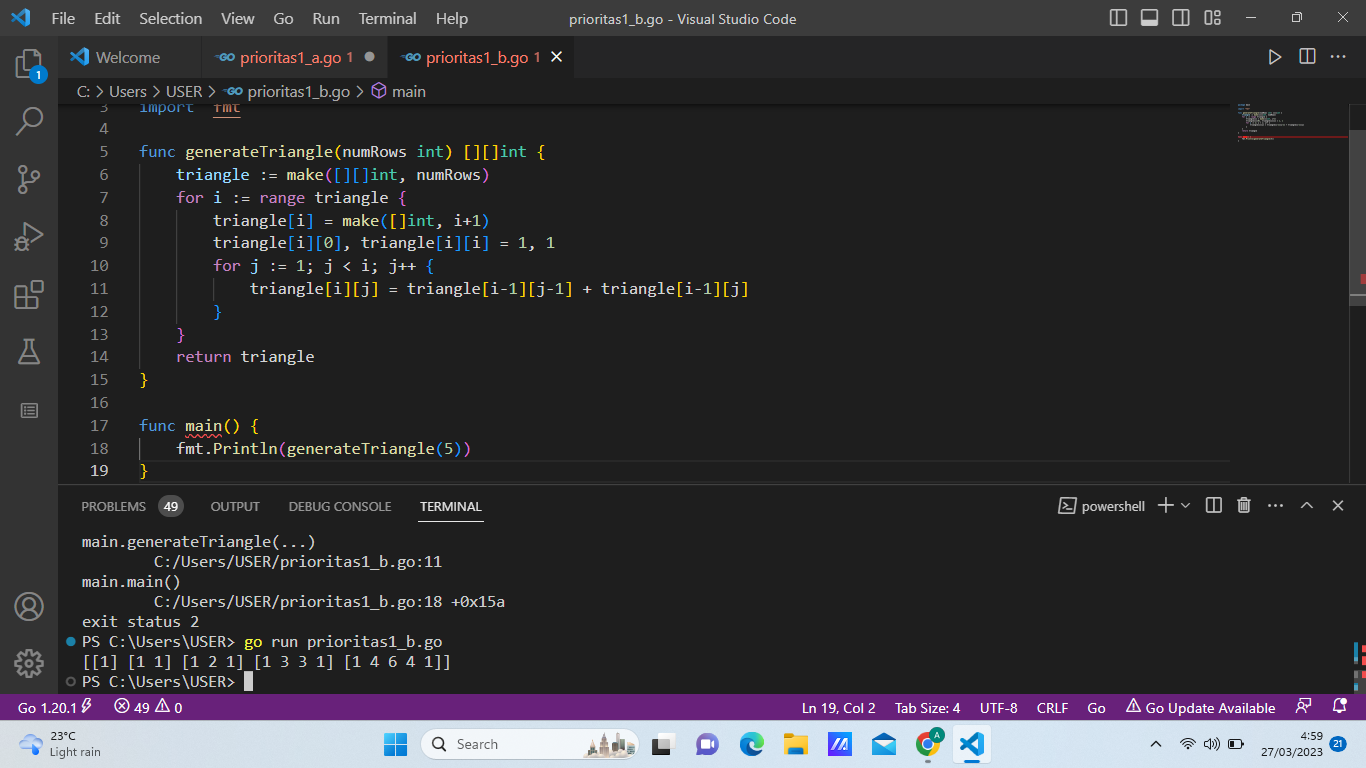 File Edit Selection View Go Run Terminal Help prioritas1_b.go - Visual Studio Code
Welcome prioritas1_a.go 1 prioritas1_b.go 1
C: > Users > USER > prioritas1_b.go > main
1
3 import "fmt"
4
5 func generateTriangle(numRows int) [][]int {
6 triangle := make([][]int, numRows)
7 for i := range triangle {
8 triangle[i] = make([]int, i+1)
9 triangle[i][0], triangle[i][i] = 1, 1
10 for j := 1; j < i; j++ {
11 triangle[i][j] = triangle[i-1][j-1] + triangle[i-1][j]
12 }
13 }
14 return triangle
15 }
16
17 func main() {
18 fmt.Println(generateTriangle(5))
19 }
PROBLEMS 49 OUTPUT DEBUG CONSOLE TERMINAL powershell
main.generateTriangle(...)
C:/Users/USER/prioritas1_b.go:11
main.main()
C:/Users/USER/prioritas1_b.go:18 +0x15a
exit status 2
PS C:\Users\USER> go run prioritas1_b.go
[[1] [1 1] [1 2 1] [1 3 3 1] [1 4 6 4 1]]
PS C:\Users\USER>
Go 1.20.1 49 0 Ln 19, Col 2 Tab Size: 4 UTF-8 CRLF Go Go Update Available
23°C
Light rain
Search
A
4:59
27/03/2023
21